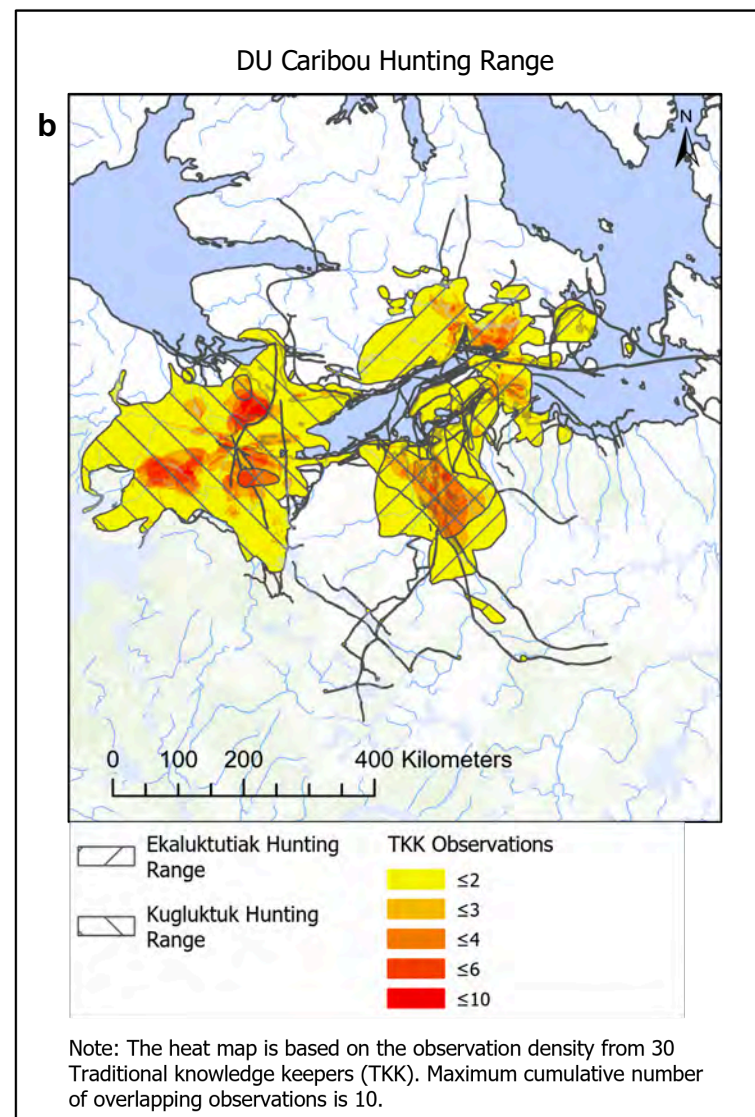 DU Caribou Hunting Range
b
N
0 100 200 400 Kilometers
Ekaluktutiak Hunting
Range
Kugluktuk Hunting
Range
TKK Observations
≤2
≤3
≤4
≤6
≤10
Note: The heat map is based on the observation density from 30
Traditional knowledge keepers (TKK). Maximum cumulative number
of overlapping observations is 10.